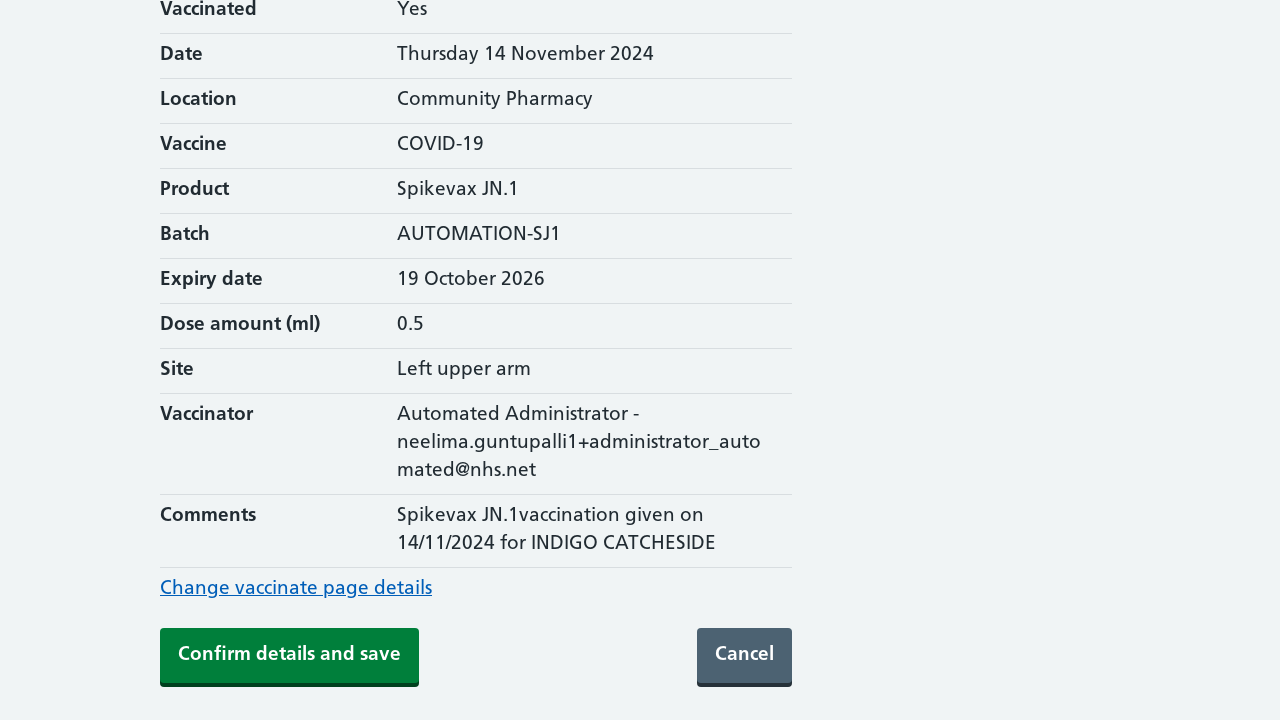 Vaccinated Yes
Date Thursday 14 November 2024
Location Community Pharmacy
Vaccine COVID-19
Product Spikevax JN.1
Batch AUTOMATION-SJ1
Expiry date 19 October 2026
Dose amount (ml) 0.5
Site Left upper arm
Vaccinator Automated Administrator -
neelima.guntupalli1+administrator_auto
mated@nhs.net
Comments Spikevax JN.1vaccination given on
14/11/2024 for INDIGO CATCHESIDE
Change vaccinate page details
Confirm details and save Cancel